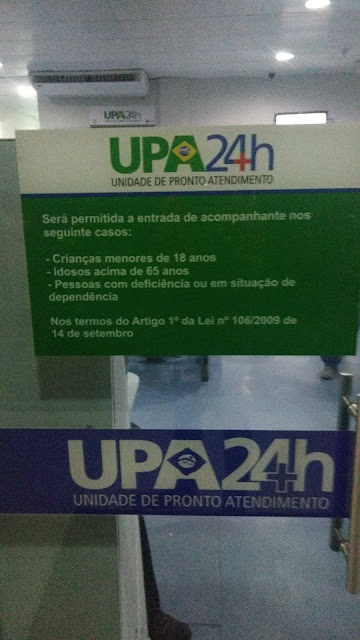 UPA24h
UPA24h
UNIDADE DE PRONTO ATENDIMENTO
Será permitida a entrada de acompanhante nos
seguinte casos:
- Crianças menores de 18 anos
- Idosos acima de 65 anos
- Pessoas com deficiência ou em situação de
dependência
Nos termos do Artigo 1º da Lei nº 106/2009 de
14 de setembro
UPA24h
UNIDADE DE PRONTO ATENDIMENTO